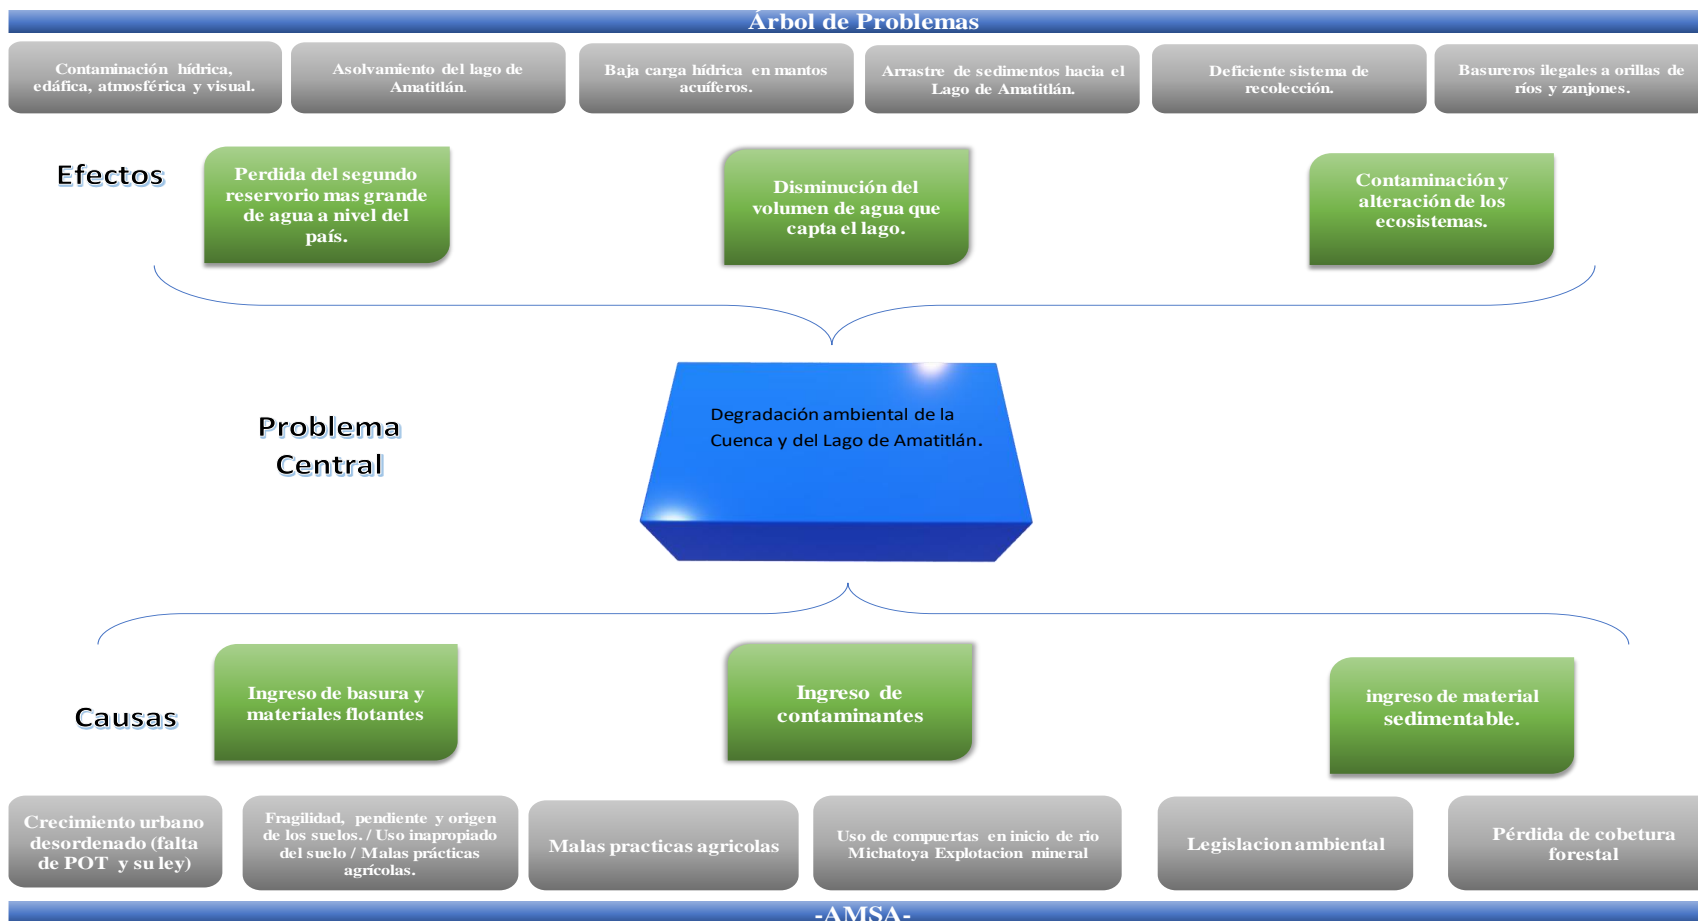 Árbol de Problemas
Contaminación hídrica,
edáfica, atmosférica y visual.
Asolvamiento del lago de
Amatitlán.
Baja carga hídrica en mantos
acuíferos.
Arrastre de sedimentos hacia el
Lago de Amatitlán.
Deficiente sistema de
recolección.
Basureros ilegales a orillas de
ríos y zanjones.
Efectos
Perdida del segundo
reservorio mas grande
de agua a nivel del
país.
Disminución del
volumen de agua que
capta el lago.
Contaminación y
alteración de los
ecosistemas.
Problema
Central
Degradación ambiental de la
Cuenca y del Lago de Amatitlán.
Causas
Ingreso de basura y
materiales flotantes
Ingreso de
contaminantes
ingreso de material
sedimentable.
Crecimiento urbano
desordenado (falta
de POT y su ley)
Fragilidad, pendiente y origen
de los suelos. / Uso inapropiado
del suelo / Malas prácticas
agrícolas.
Malas practicas agricolas
Uso de compuertas en inicio de rio
Michatoya Explotacion mineral
Legislacion ambiental
Pérdida de cobetura
forestal
-AMSA-